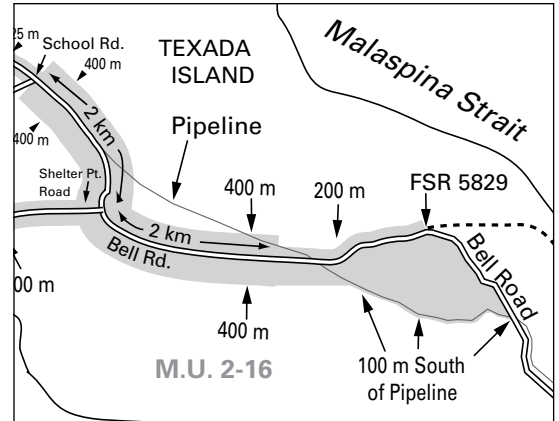 25 m
School Rd.
400 m
400 m
2 km
TEXADA
ISLAND
Malaspina Strait
Pipeline
Shelter Pt.
Road
400 m
200 m
FSR 5829
2 km
Bell Rd.
Bell Road
00 m
400 m
M.U. 2-16
100 m South
of Pipeline